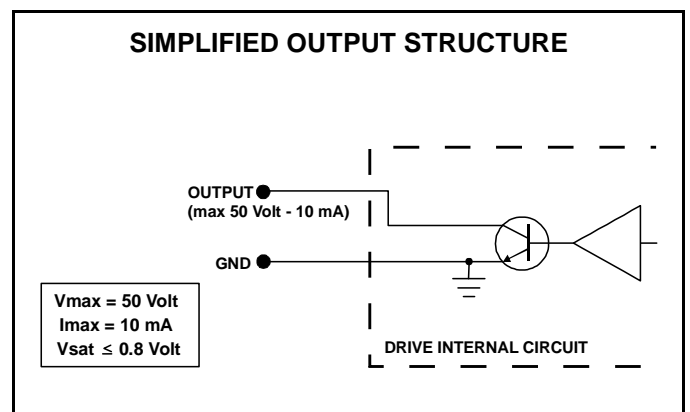 SIMPLIFIED OUTPUT STRUCTURE
OUTPUT
(max 50 Volt - 10 mA)
GND
Vmax = 50 Volt
Imax = 10 mA
Vsat ≤ 0.8 Volt
DRIVE INTERNAL CIRCUIT